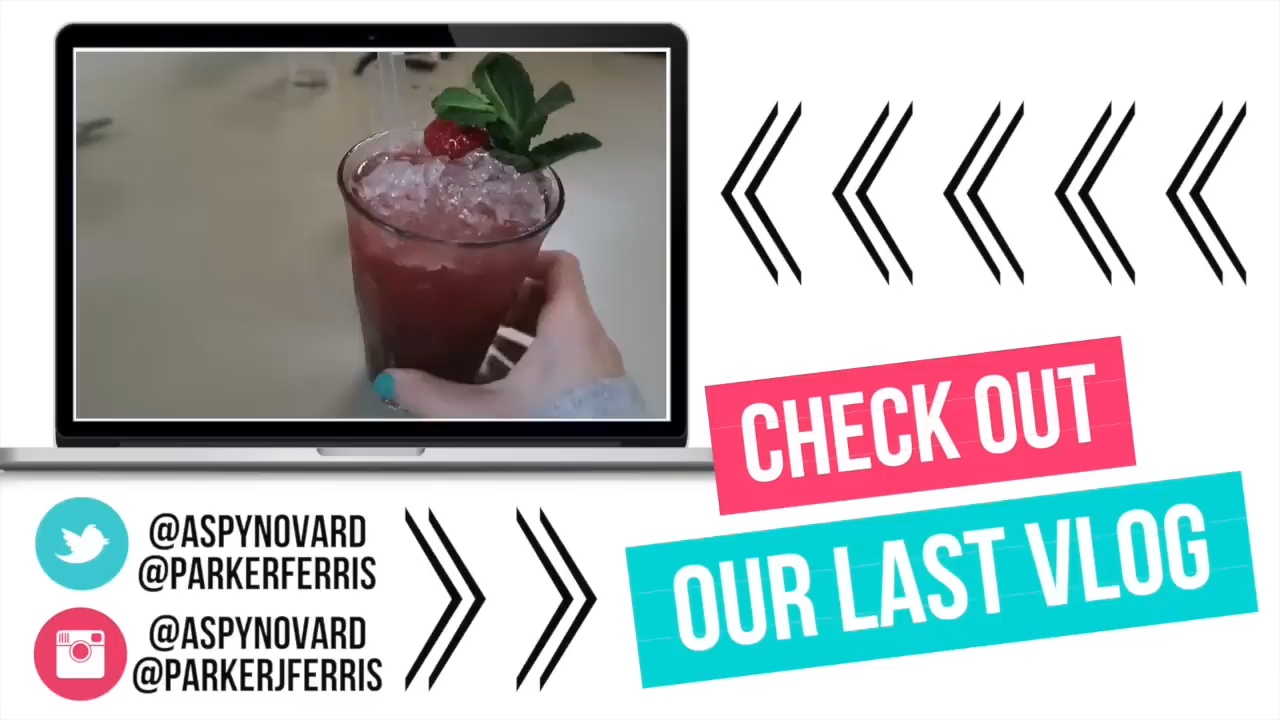 CHECK OUT
OUR LAST VLOG
@ASPYNOVARD
@PARKERFERRIS
@ASPYNOVARD
@PARKERJFERRIS